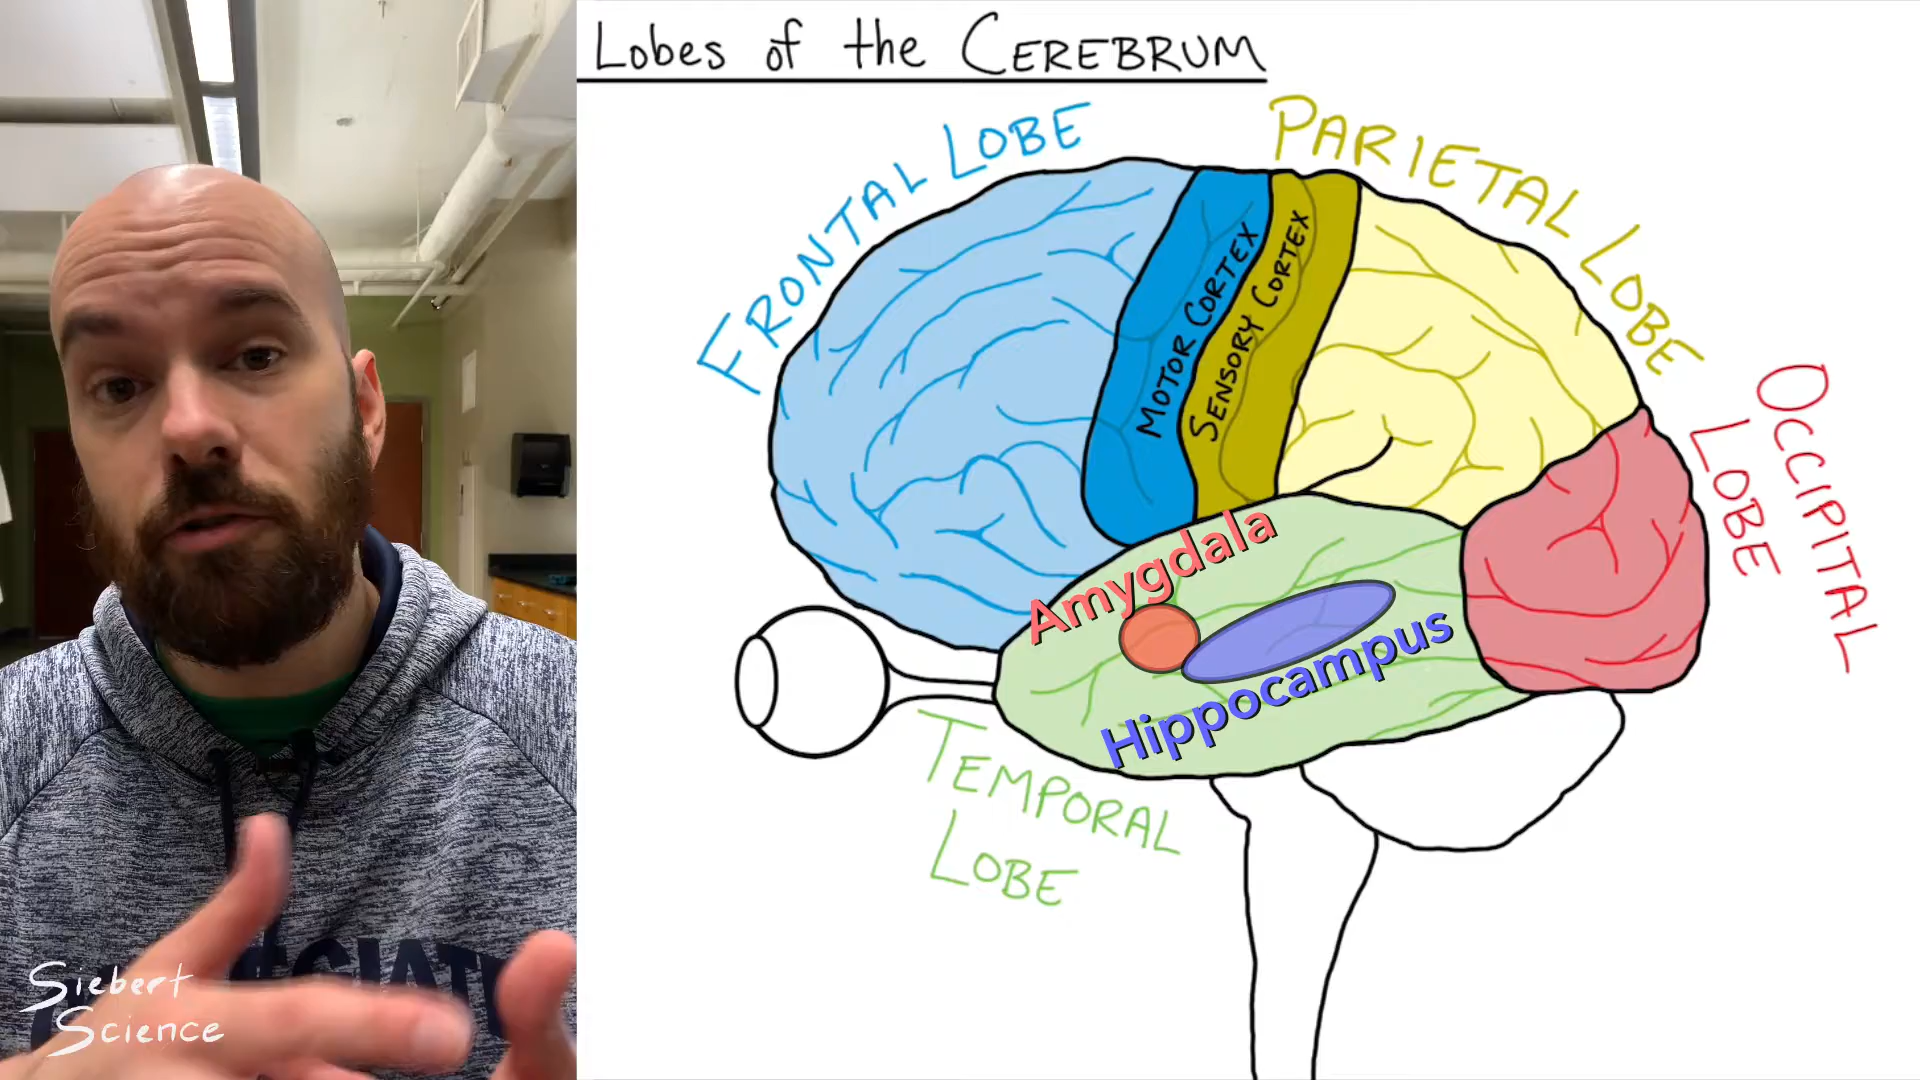 Lobes of the CEREBRUM
FRONTAL LOBE
PARIETAL LOBE
OCCIPITAL
LOBE
MOTOR CORTEX
SENSORY CORTEX
Amygdala
Hippocampus
TEMPORAL
LOBE
Siebert
Science